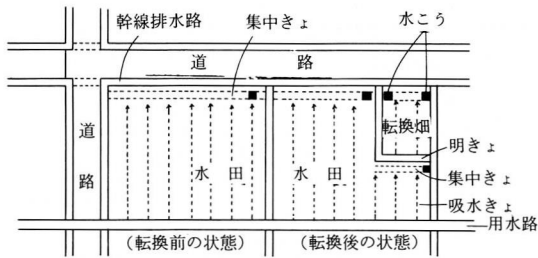 幹線排水路
集中きょ
水こう
道路
道路
転換畑
明きょ
水田
水田
集中きょ
吸水きょ
用水路
(転換前の状態)
(転換後の状態)